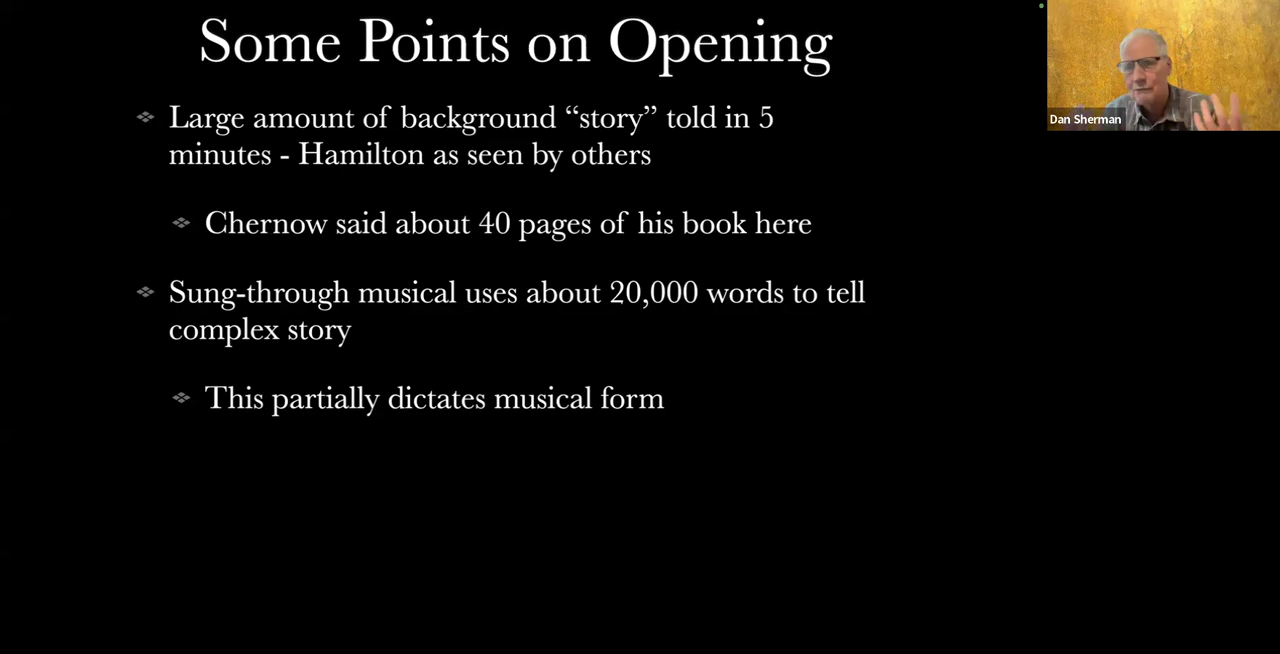 Some Points on Opening
Large amount of background “story” told in 5
minutes - Hamilton as seen by others
Chernow said about 40 pages of his book here
Sung-through musical uses about 20,000 words to tell
complex story
This partially dictates musical form
Dan Sherman